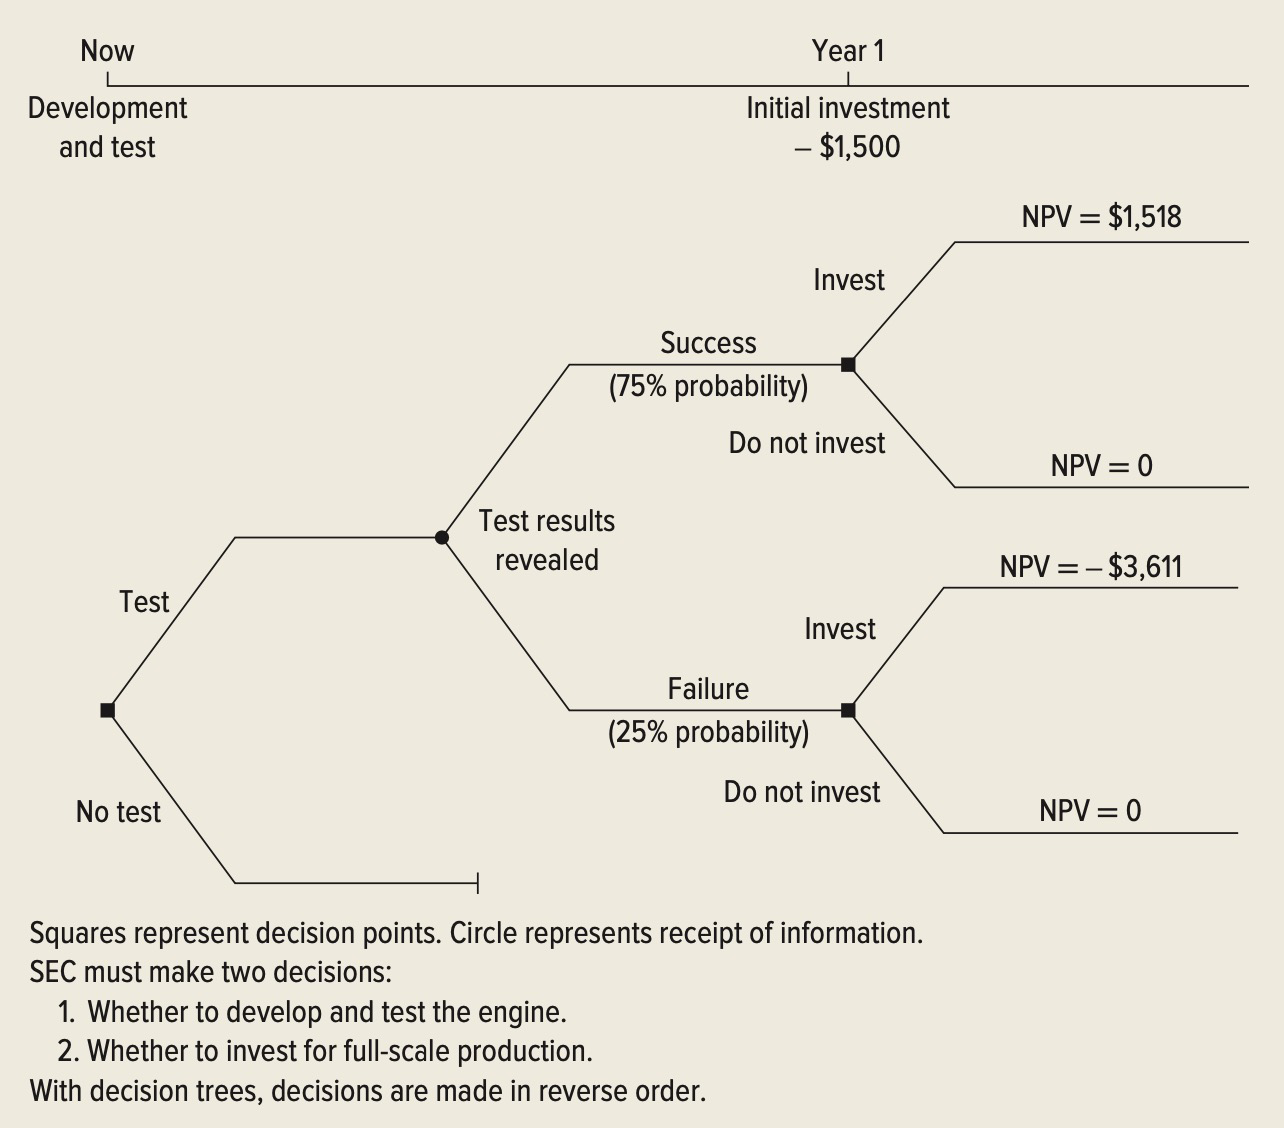 Now
Year 1
Development
and test
Initial investment
– $1,500
NPV = $1,518
Invest
Success
(75% probability)
Do not invest
NPV = 0
Test results
revealed
NPV = – $3,611
Test
Invest
Failure
(25% probability)
Do not invest
No test
NPV = 0
Squares represent decision points. Circle represents receipt of information.
SEC must make two decisions:
1. Whether to develop and test the engine.
2. Whether to invest for full-scale production.
With decision trees, decisions are made in reverse order.